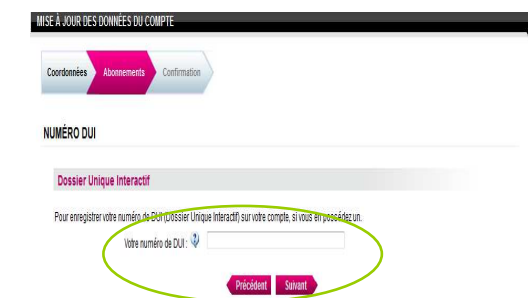 MISE À JOUR DES DONNÉES DU COMPTE
Coordonnées Abonnements Confirmation
NUMÉRO DUI
Dossier Unique Interactif
Pour enregistrer votre numéro de DUI (Dossier Unique Interactif) sur votre compte, si vous en possédez un.
Votre numéro de DUI : ?
Précédent Suivant